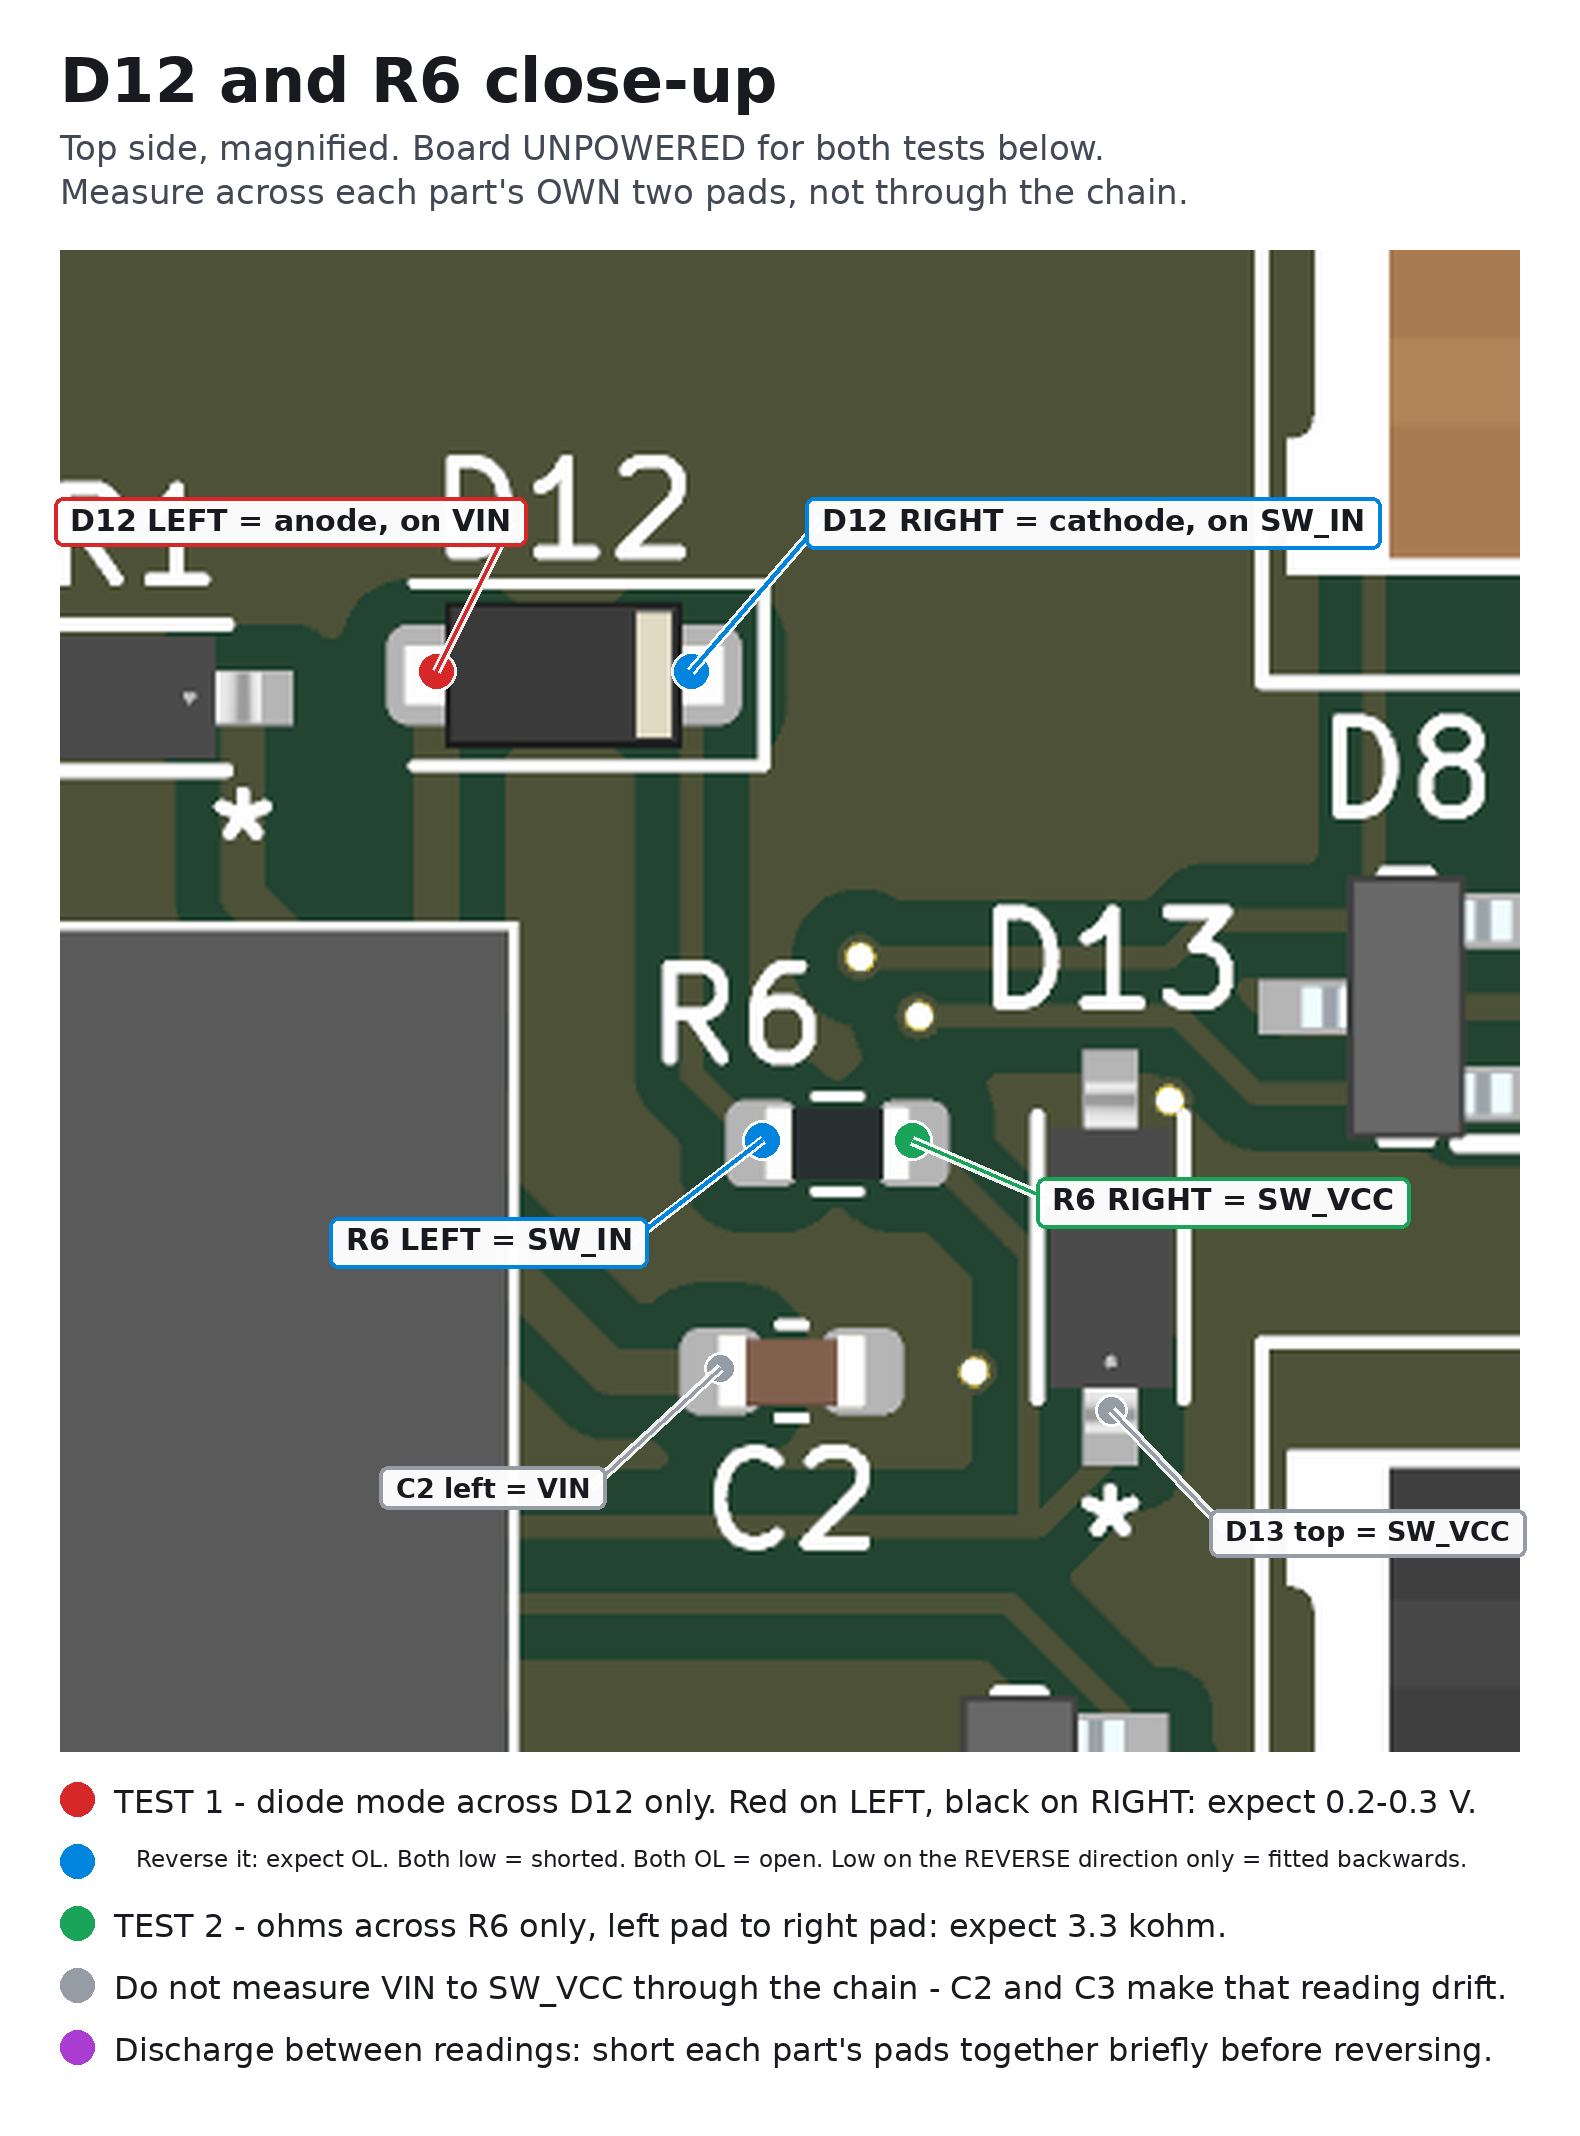 D12 and R6 close-up
Top side, magnified. Board UNPOWERED for both tests below.
Measure across each part's OWN two pads, not through the chain.
R1
D12
D12 LEFT = anode, on VIN
D12 RIGHT = cathode, on SW_IN
D8
*
D13
R6
R6 RIGHT = SW_VCC
R6 LEFT = SW_IN
C2 left = VIN
C2
*
D13 top = SW_VCC
TEST 1 - diode mode across D12 only. Red on LEFT, black on RIGHT: expect 0.2-0.3 V.
Reverse it: expect OL. Both low = shorted. Both OL = open. Low on the REVERSE direction only = fitted backwards.
TEST 2 - ohms across R6 only, left pad to right pad: expect 3.3 kohm.
Do not measure VIN to SW_VCC through the chain - C2 and C3 make that reading drift.
Discharge between readings: short each part's pads together briefly before reversing.